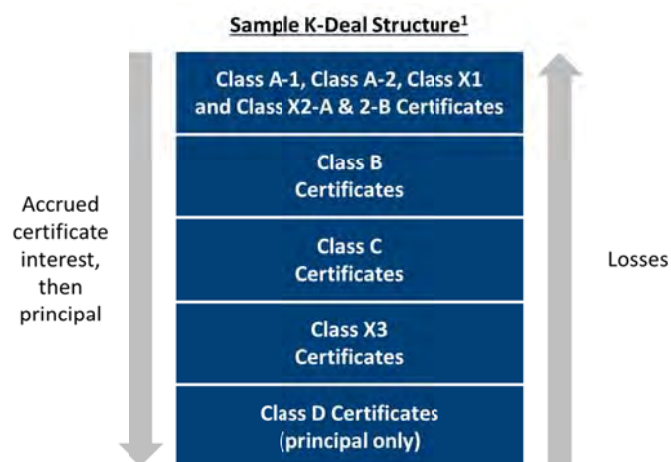 Sample K-Deal Structure¹
Class A-1, Class A-2, Class X1
and Class X2-A & 2-B Certificates
Class B
Certificates
Class C
Certificates
Class X3
Certificates
Class D Certificates
(principal only)
Accrued
certificate
interest,
then
principal
Losses